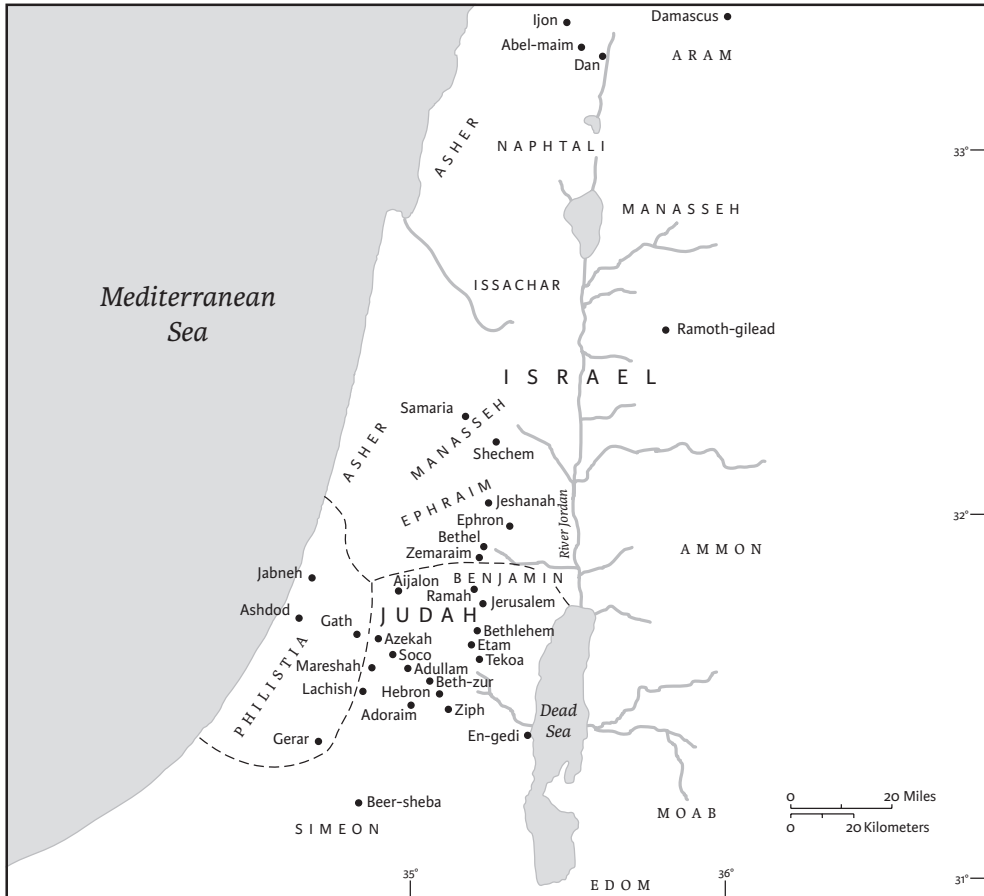 Ijon
Damascus
Abel-maim
Dan
ARAM
ASHER
NAPHTALI
33°
MANASSEH
ISSACHAR
Mediterranean
Sea
Ramoth-gilead
ISRAEL
Samaria
MANASSEH
ASHER
Shechem
EPHRAIM
Jeshanah
Ephron
River Jordan
32°
Bethel
Zemaraim
AMMON
Jabneh
Aijalon
BENJAMIN
Ramah
Jerusalem
Ashdod
JUDAH
Gath
Bethlehem
Azekah
Etam
Soco
Tekoa
PHILISTIA
Mareshah
Adullam
Beth-zur
Lachish
Hebron
Adoraim
Ziph
Dead
Sea
Gerar
En-gedi
Beer-sheba
0 20 Miles
0 20 Kilometers
MOAB
SIMEON
35°
36°
31°
EDOM